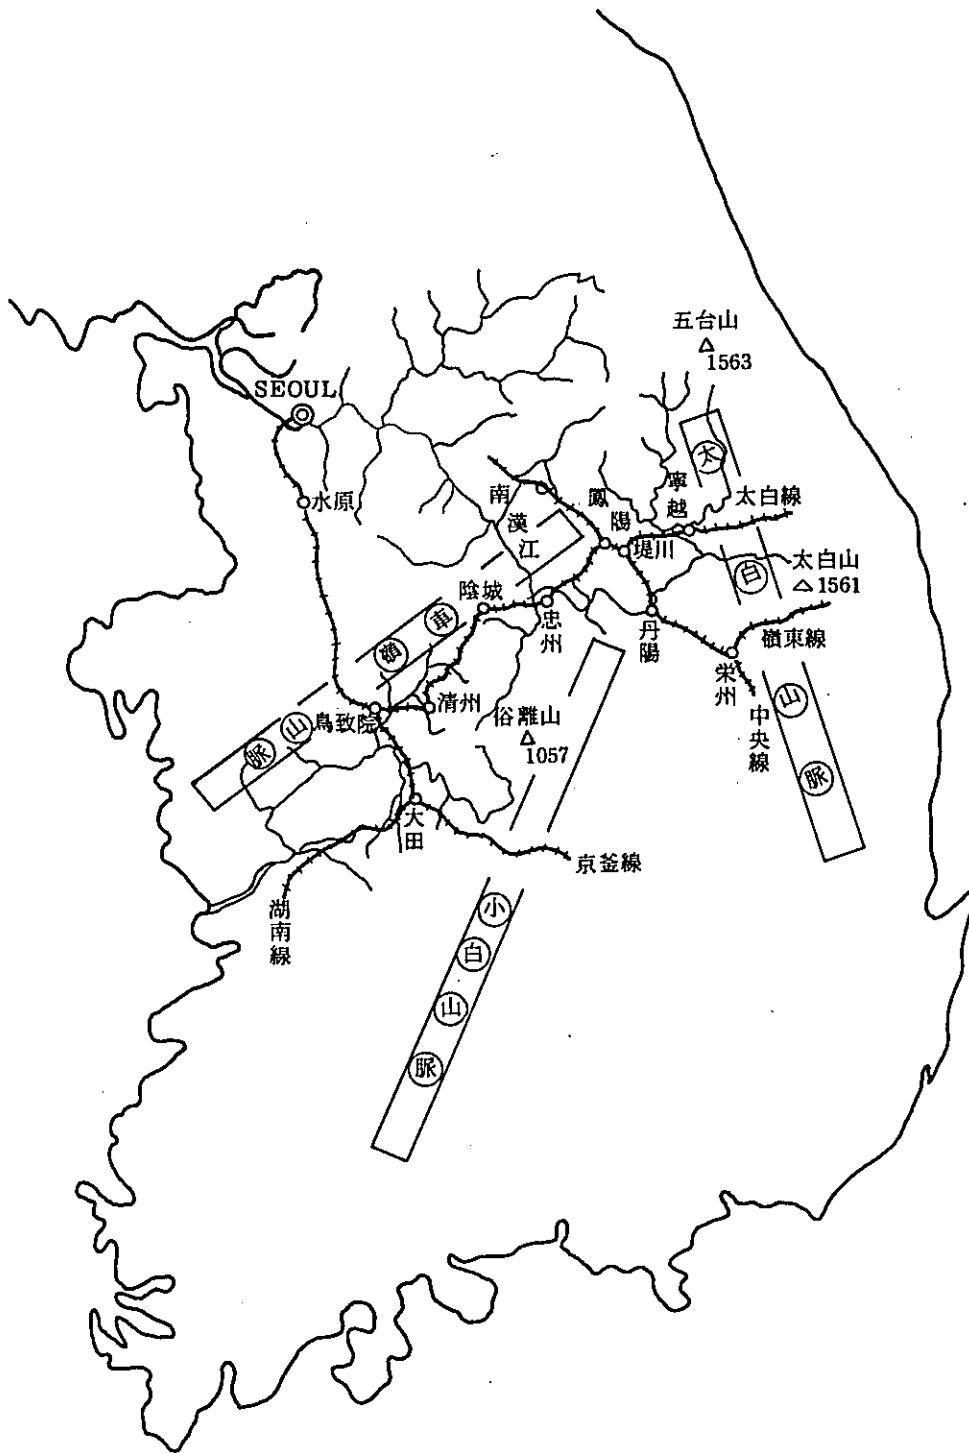 五台山
△
1563
SEOUL
太
水原
南漢江
鳳陽
寧越
太白線
堤川
太白山
△1561
白
陰城
忠州
丹陽
嶺東線
車
嶺
山
脈
栄州
中央線
山
脈
鳥致院
清州
俗離山
△
1057
大田
京釜線
湖南線
小
白
山
脈